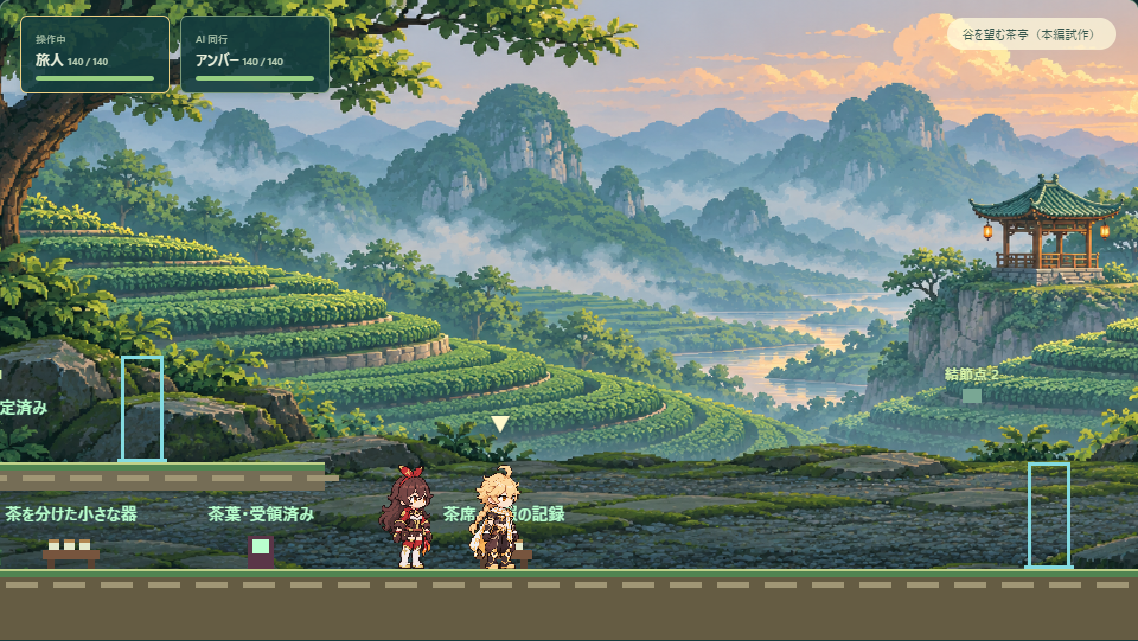 操作中
旅人 140 / 140
AI 同行
アンバー 140 / 140
谷を望む茶亭（本編試作）
結節点2
定済み
茶を分けた小さな器
茶葉・受領済み
茶席
の記録